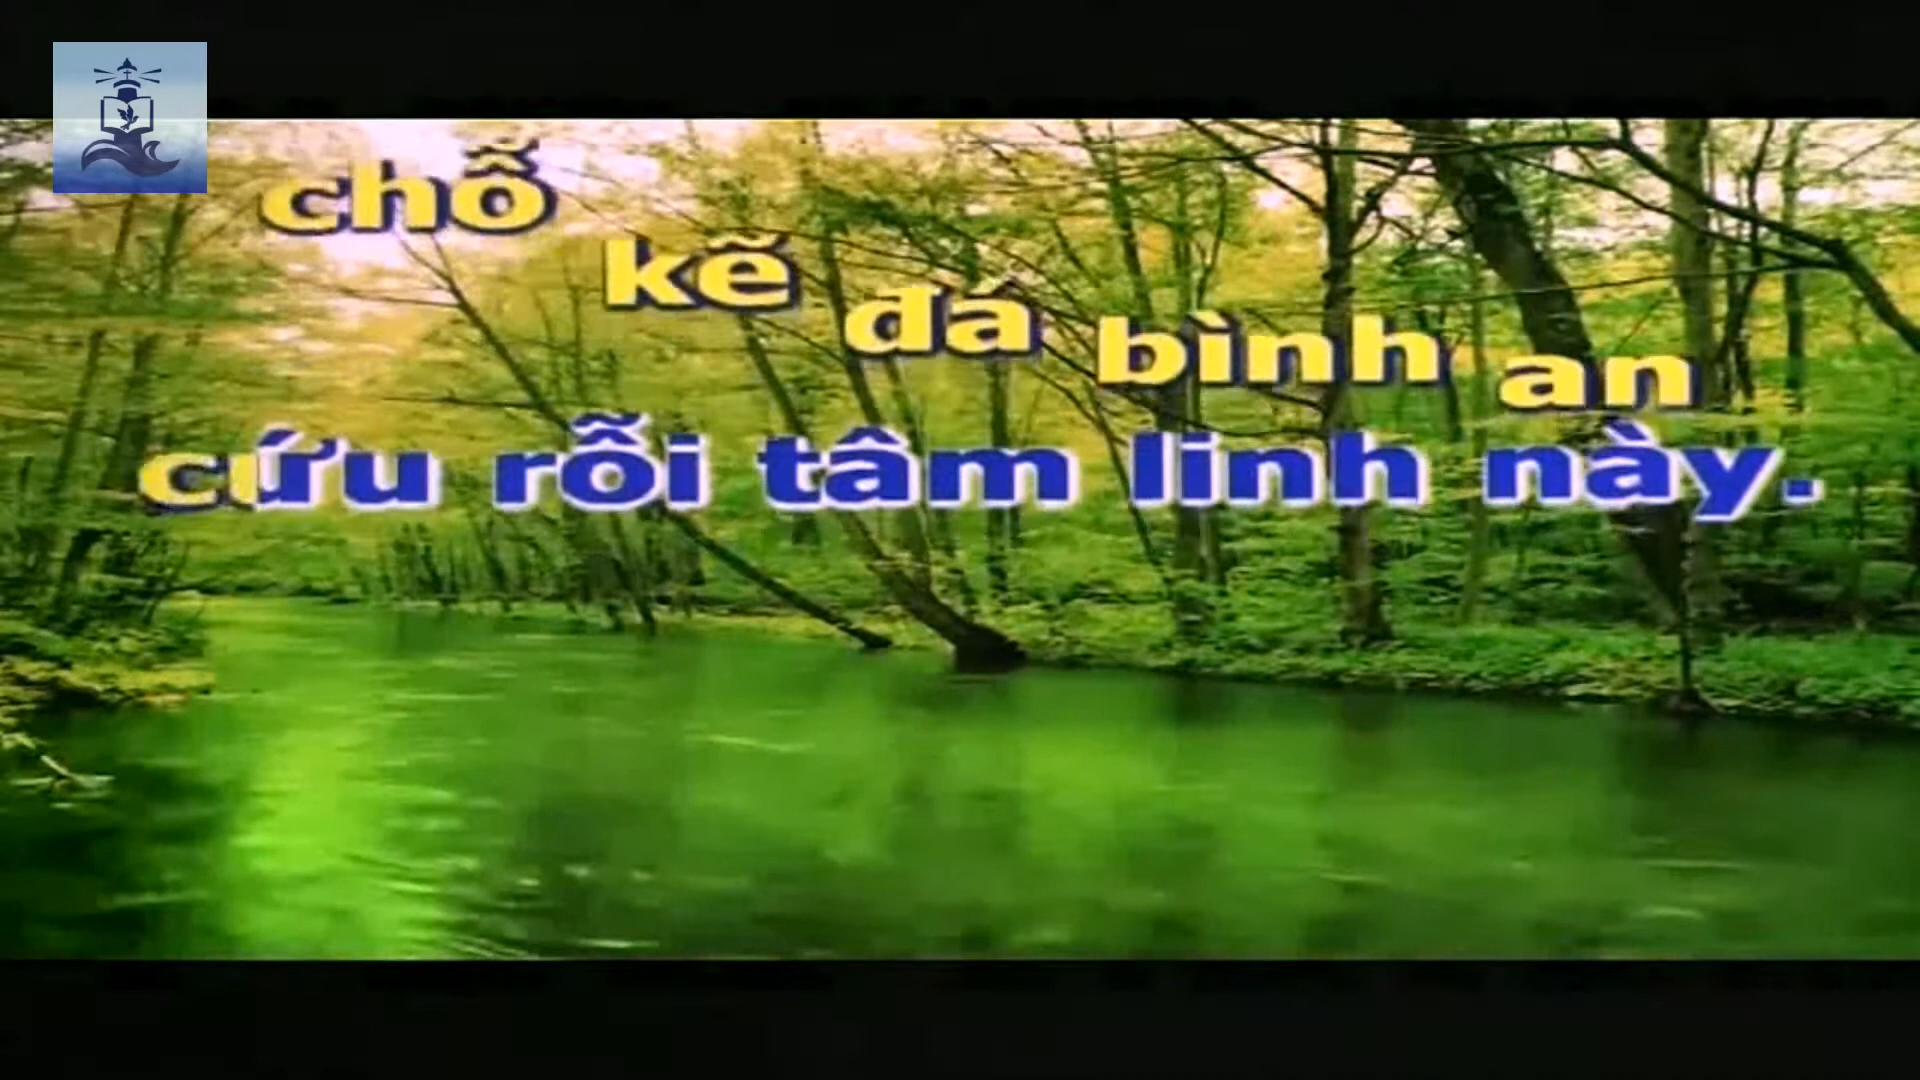 chỗ kẽ đá bình an
cứu rỗi tâm linh này.